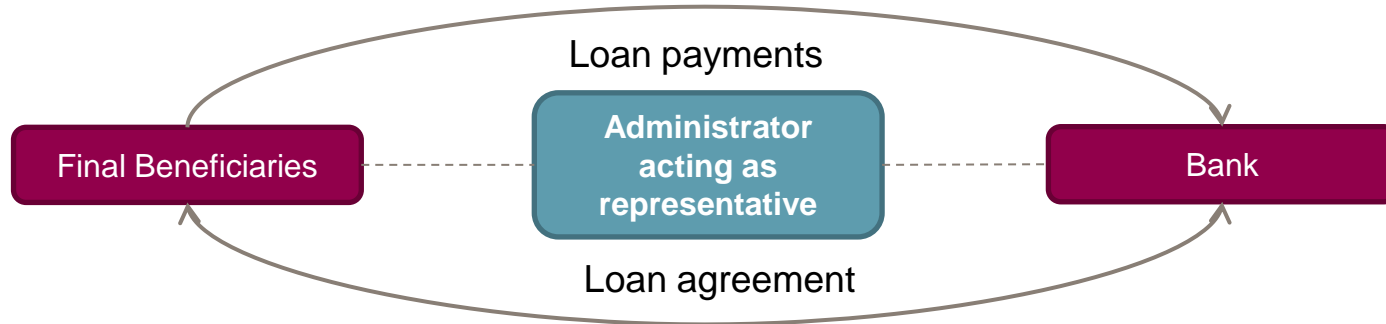 Loan payments
Final Beneficiaries
Administrator
acting as
representative
Bank
Loan agreement